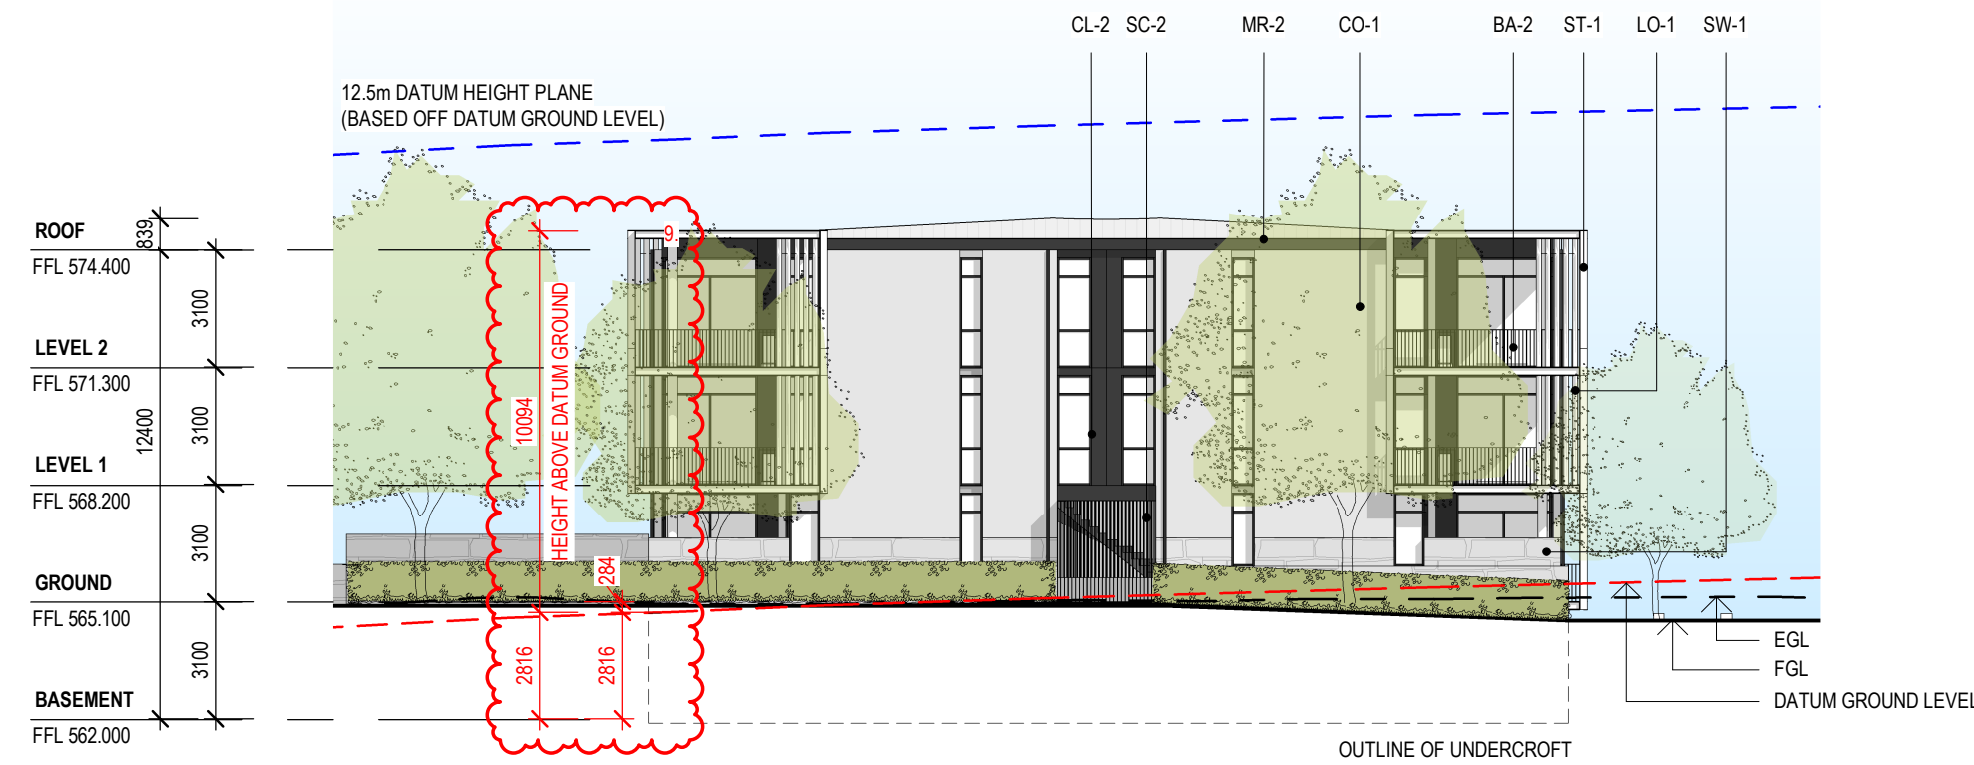 CL-2 SC-2 MR-2 CO-1 BA-2 ST-1 LO-1 SW-1
12.5m DATUM HEIGHT PLANE
(BASED OFF DATUM GROUND LEVEL)
839
ROOF
FFL 574.400
3100
LEVEL 2
FFL 571.300
12400
3100
LEVEL 1
FFL 568.200
3100
GROUND
FFL 565.100
3100
BASEMENT
FFL 562.000
9.
10094
HEIGHT ABOVE DATUM GROUND
284
2816
2816
EGL
FGL
DATUM GROUND LEVEL
OUTLINE OF UNDERCROFT